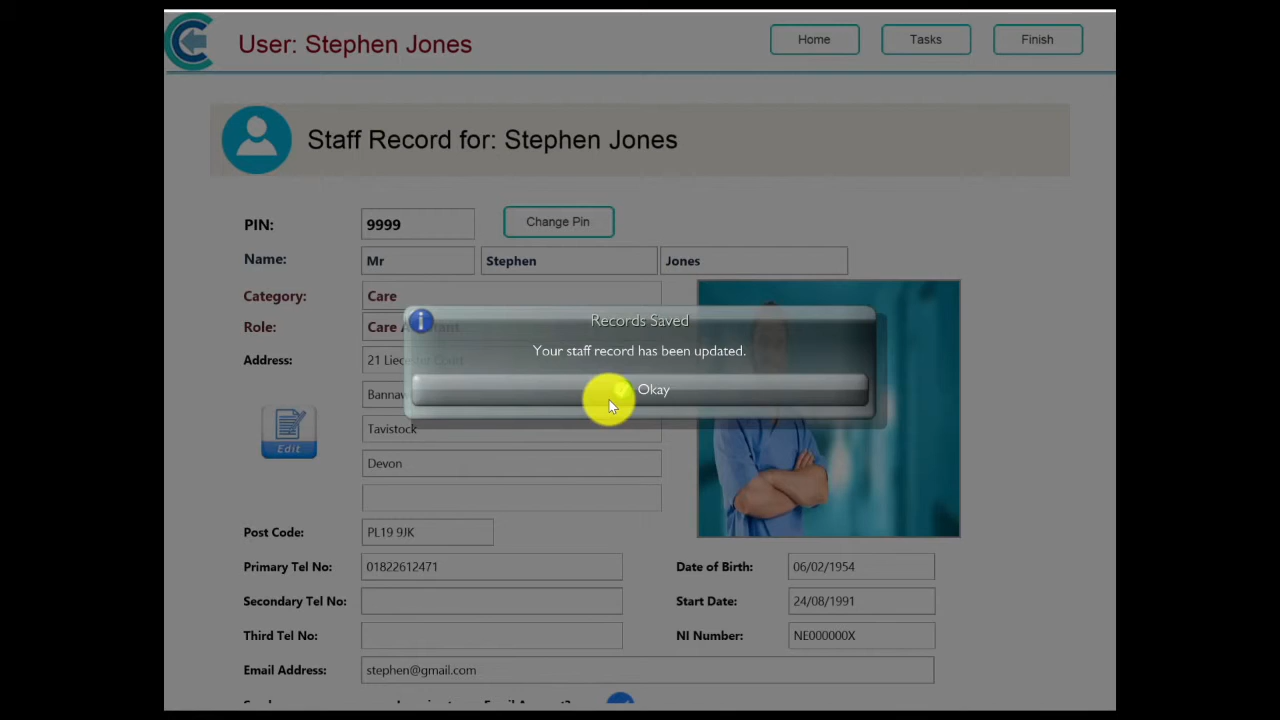 User: Stephen Jones
Home
Tasks
Finish
Staff Record for: Stephen Jones
PIN:
9999
Change Pin
Name:
Mr
Stephen
Jones
Category:
Care
Role:
Care
Records Saved
Your staff record has been updated.
Okay
Address:
21
Tavistock
Devon
Edit
Post Code:
PL19 9JK
Primary Tel No:
01822612471
Date of Birth:
06/02/1954
Secondary Tel No:
Start Date:
24/08/1991
Third Tel No:
NI Number:
NE000000X
Email Address:
stephen@gmail.com